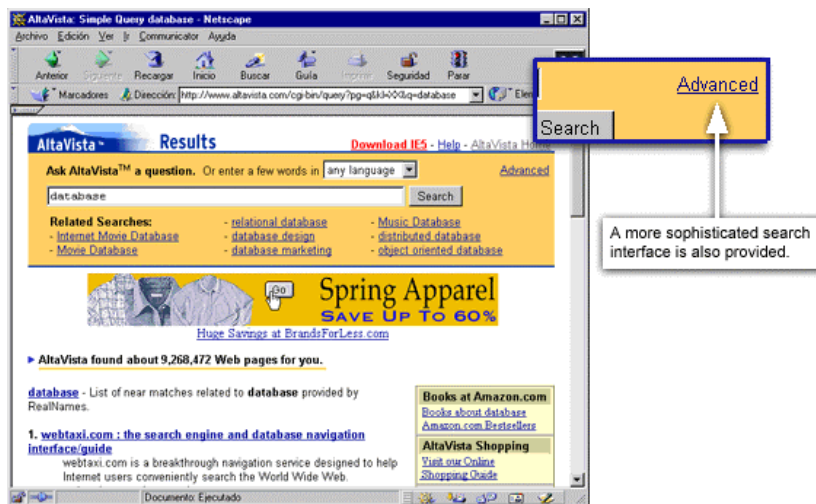 AltaVista: Simple Query database - Netscape
Archivo Edición Ver Ir Communicator Ayuda
Anterior Siguiente Recargar Inicio Buscar Guía Imprimir Seguridad Parar
Marcadores Dirección: http://www.altavista.com/cgi-bin/query?pg=q&kl=XX&q=database
AltaVista™ Results Download IE5 - Help - AltaVista Home
Ask AltaVista™ a question. Or enter a few words in any language Advanced
database Search
Related Searches: - relational database - Music Database
- Internet Movie Database - database design - distributed database
- Movie Database - database marketing - object oriented database
Go Spring Apparel
SAVE UP TO 60%
Huge Savings at BrandsForLess.com
AltaVista found about 9,268,472 Web pages for you.
database - List of near matches related to database provided by
RealNames.
1. webtaxi.com : the search engine and database navigation
interface/guide
webtaxi.com is a breakthrough navigation service designed to help
Internet users conveniently search the World Wide Web.
Books at Amazon.com
Books about database
Amazon.com Bestsellers
AltaVista Shopping
Visit our Online
Shopping Guide
Documento: Ejecutado
Advanced
Search
A more sophisticated search
interface is also provided.